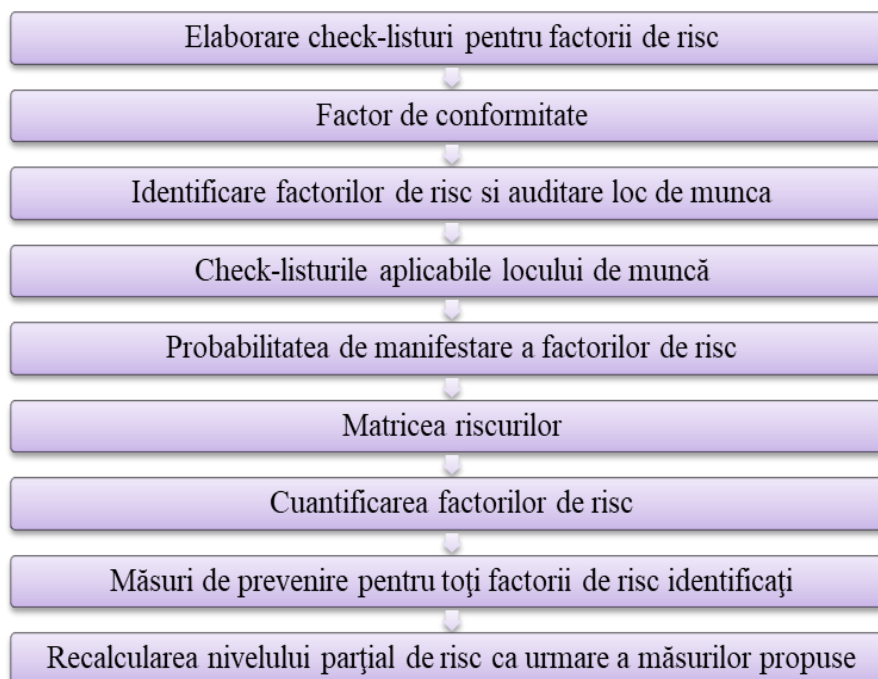 Elaborare check-listuri pentru factorii de risc
Factor de conformitate
Identificare factorilor de risc si auditare loc de munca
Check-listurile aplicabile locului de muncă
Probabilitatea de manifestare a factorilor de risc
Matricea riscurilor
Cuantificarea factorilor de risc
Măsuri de prevenire pentru toţi factorii de risc identificaţi
Recalcularea nivelului parţial de risc ca urmare a măsurilor propuse